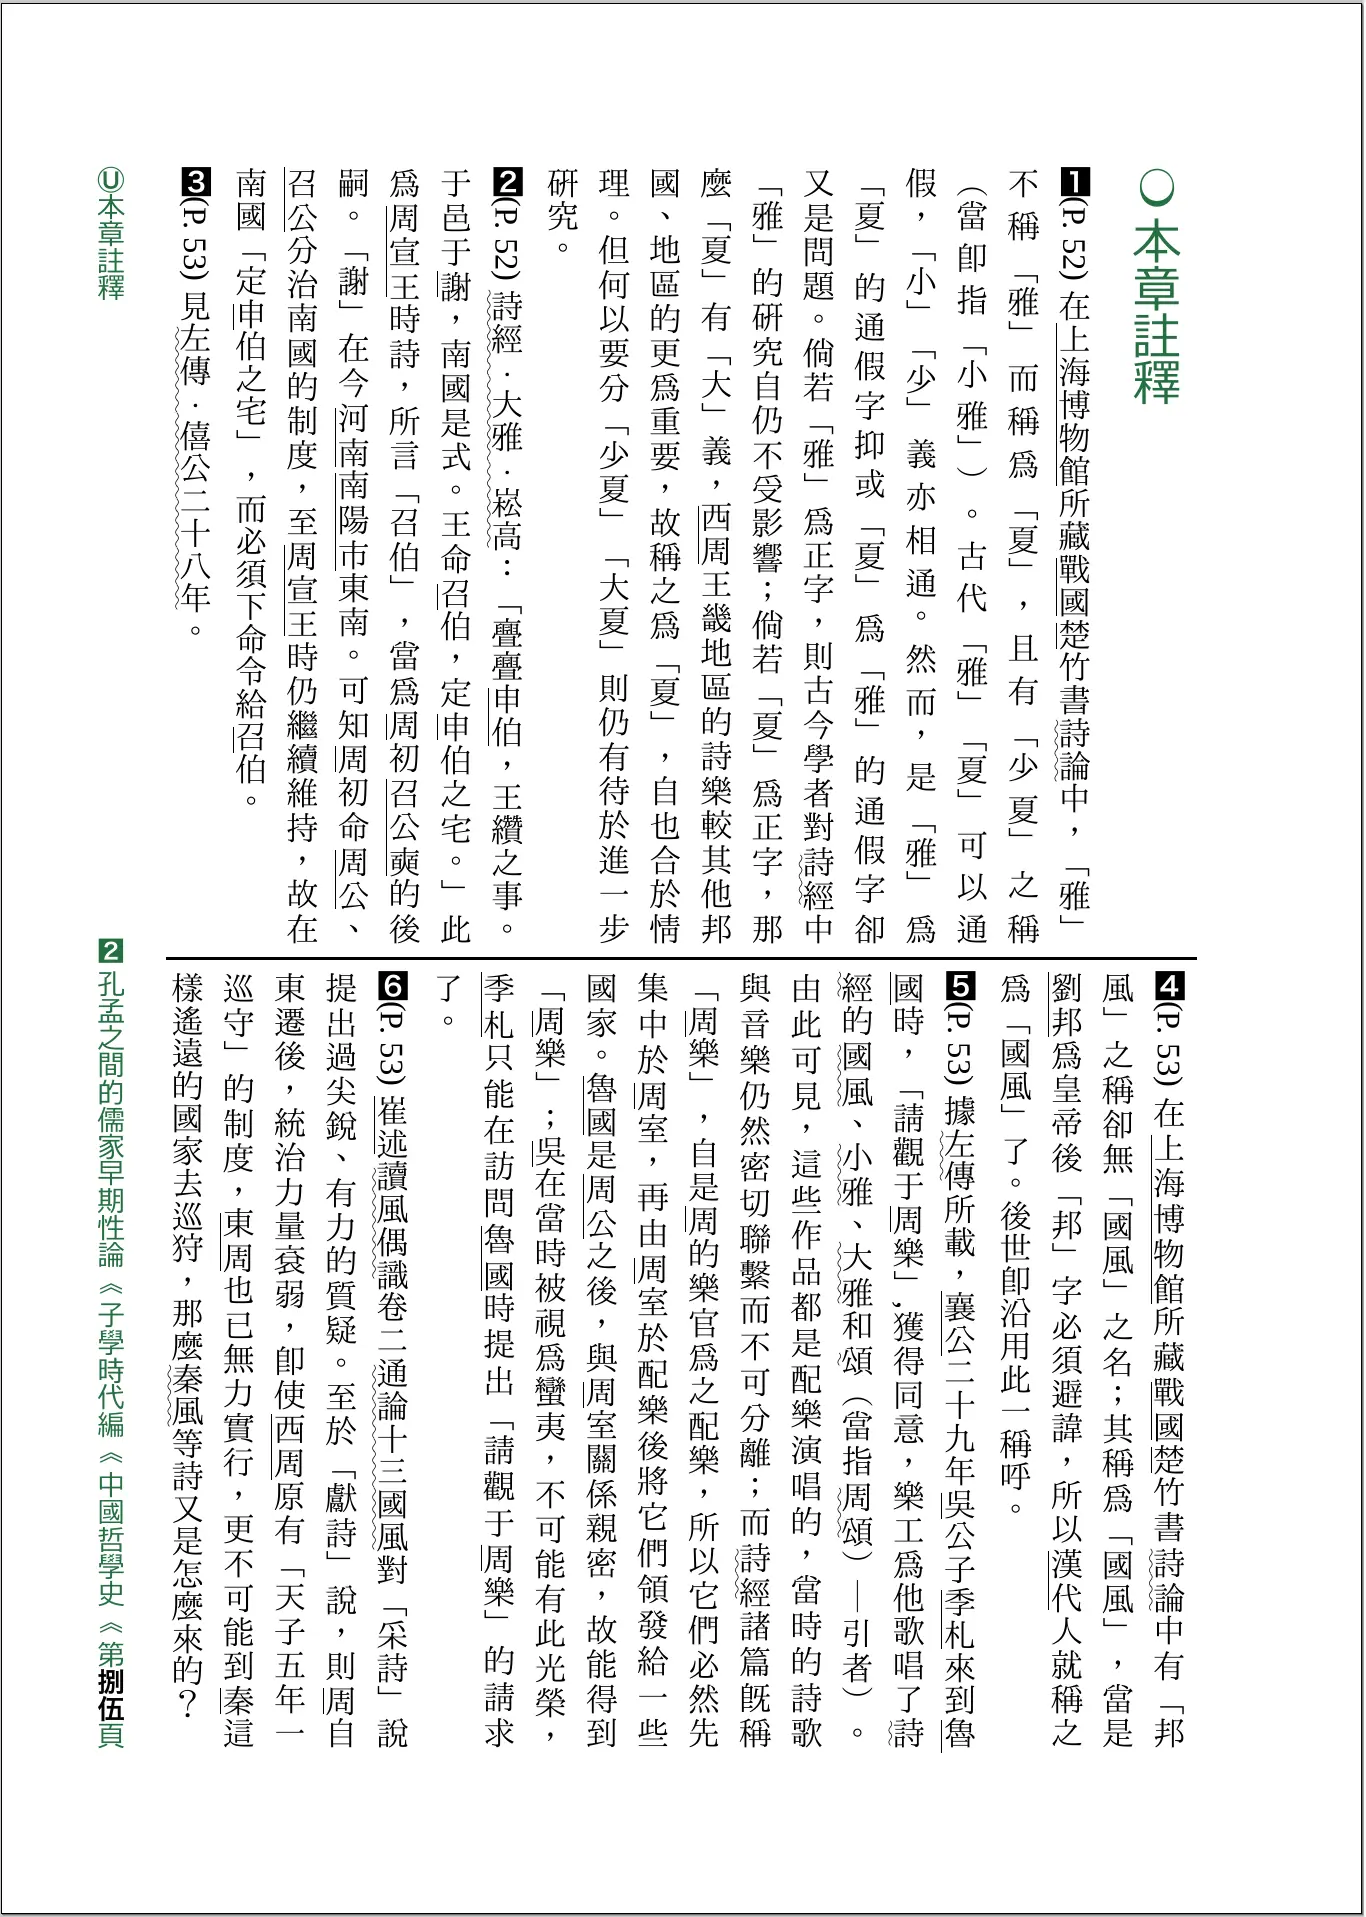 ○本章註釋
1(P. 52) 在上海博物館所藏戰國楚竹書詩論中，「雅」
不稱「雅」而稱爲「夏」，且有「少夏」之稱
（當卽指「小雅」）。古代「雅」「夏」可以通
假，「小」「少」義亦相通。然而，是「雅」爲
「夏」的通假字抑或「夏」爲「雅」的通假字卻
又是問題。倘若「雅」爲正字，則古今學者對詩經中
「雅」的硏究自仍不受影響；倘若「夏」爲正字，那
麼「夏」有「大」義，西周王畿地區的詩樂較其他邦
國、地區的更爲重要，故稱之爲「夏」，自也合於情
理。但何以要分「少夏」「大夏」則仍有待於進一步
硏究。
2(P. 52) 詩經．大雅．崧高：「亹亹申伯，王纘之事。
于邑于謝，南國是式。王命召伯，定申伯之宅。」此
爲周宣王時詩，所言「召伯」，當爲周初召公奭的後
嗣。「謝」在今河南南陽市東南。可知周初命周公、
召公分治南國的制度，至周宣王時仍繼續維持，故在
南國「定申伯之宅」，而必須下命令給召伯。
3(P. 53) 見左傳．僖公二十八年。
4(P. 53) 在上海博物館所藏戰國楚竹書詩論中有「邦
風」之稱卻無「國風」之名；其稱爲「國風」，當是
劉邦爲皇帝後「邦」字必須避諱，所以漢代人就稱之
爲「國風」了。後世卽沿用此一稱呼。
5(P. 53) 據左傳所載，襄公二十九年吳公子季札來到魯
國時，「請觀于周樂」,獲得同意，樂工爲他歌唱了詩
經的國風、小雅、大雅和頌（當指周頌）—引者）。
由此可見，這些作品都是配樂演唱的，當時的詩歌
與音樂仍然密切聯繫而不可分離；而詩經諸篇旣稱
「周樂」，自是周的樂官爲之配樂，所以它們必然先
集中於周室，再由周室於配樂後將它們頒發給一些
國家。魯國是周公之後，與周室關係親密，故能得到
「周樂」；吳在當時被視爲蠻夷，不可能有此光榮，
季札只能在訪問魯國時提出「請觀于周樂」的請求
了。
6(P. 53) 崔述讀風偶識卷二通論十三國風對「采詩」說
提出過尖銳、有力的質疑。至於「獻詩」說，則周自
東遷後，統治力量衰弱，卽使西周原有「天子五年一
巡守」的制度，東周也已無力實行，更不可能到秦這
樣遙遠的國家去巡狩，那麼秦風等詩又是怎麼來的？
Ⓤ本章註釋
2 孔孟之間的儒家早期性論《子學時代編《中國哲學史《第捌伍頁